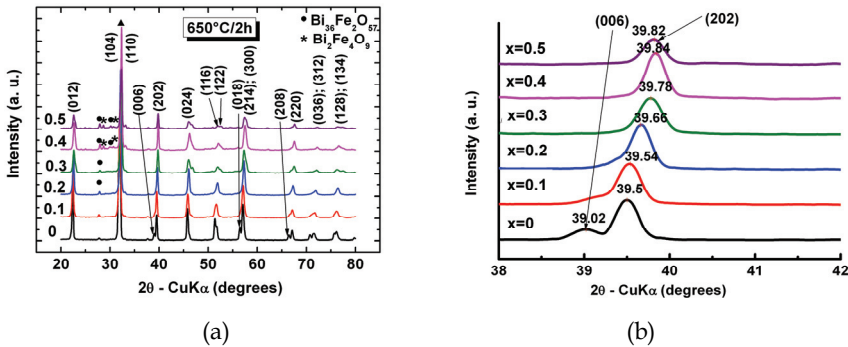 650°C/2h
● Bi36Fe2O57
* Bi2Fe4O9
Intensity (a. u.)
(012)
(104)
(110)
(006)
(202)
(024)
(116)
(122)
(018)
(214); (300)
(208)
(220)
(036); (312)
(128); (134)
0.5
0.4
0.3
0.2
0.1
0
20 30 40 50 60 70 80
2θ - CuKα (degrees)
(a)
(006)
(202)
Intensity (a. u.)
x=0.5
39.82
x=0.4
39.84
x=0.3
39.78
x=0.2
39.66
x=0.1
39.54
x=0
39.02
39.5
38 39 40 41 42
2θ - CuKα (degrees)
(b)